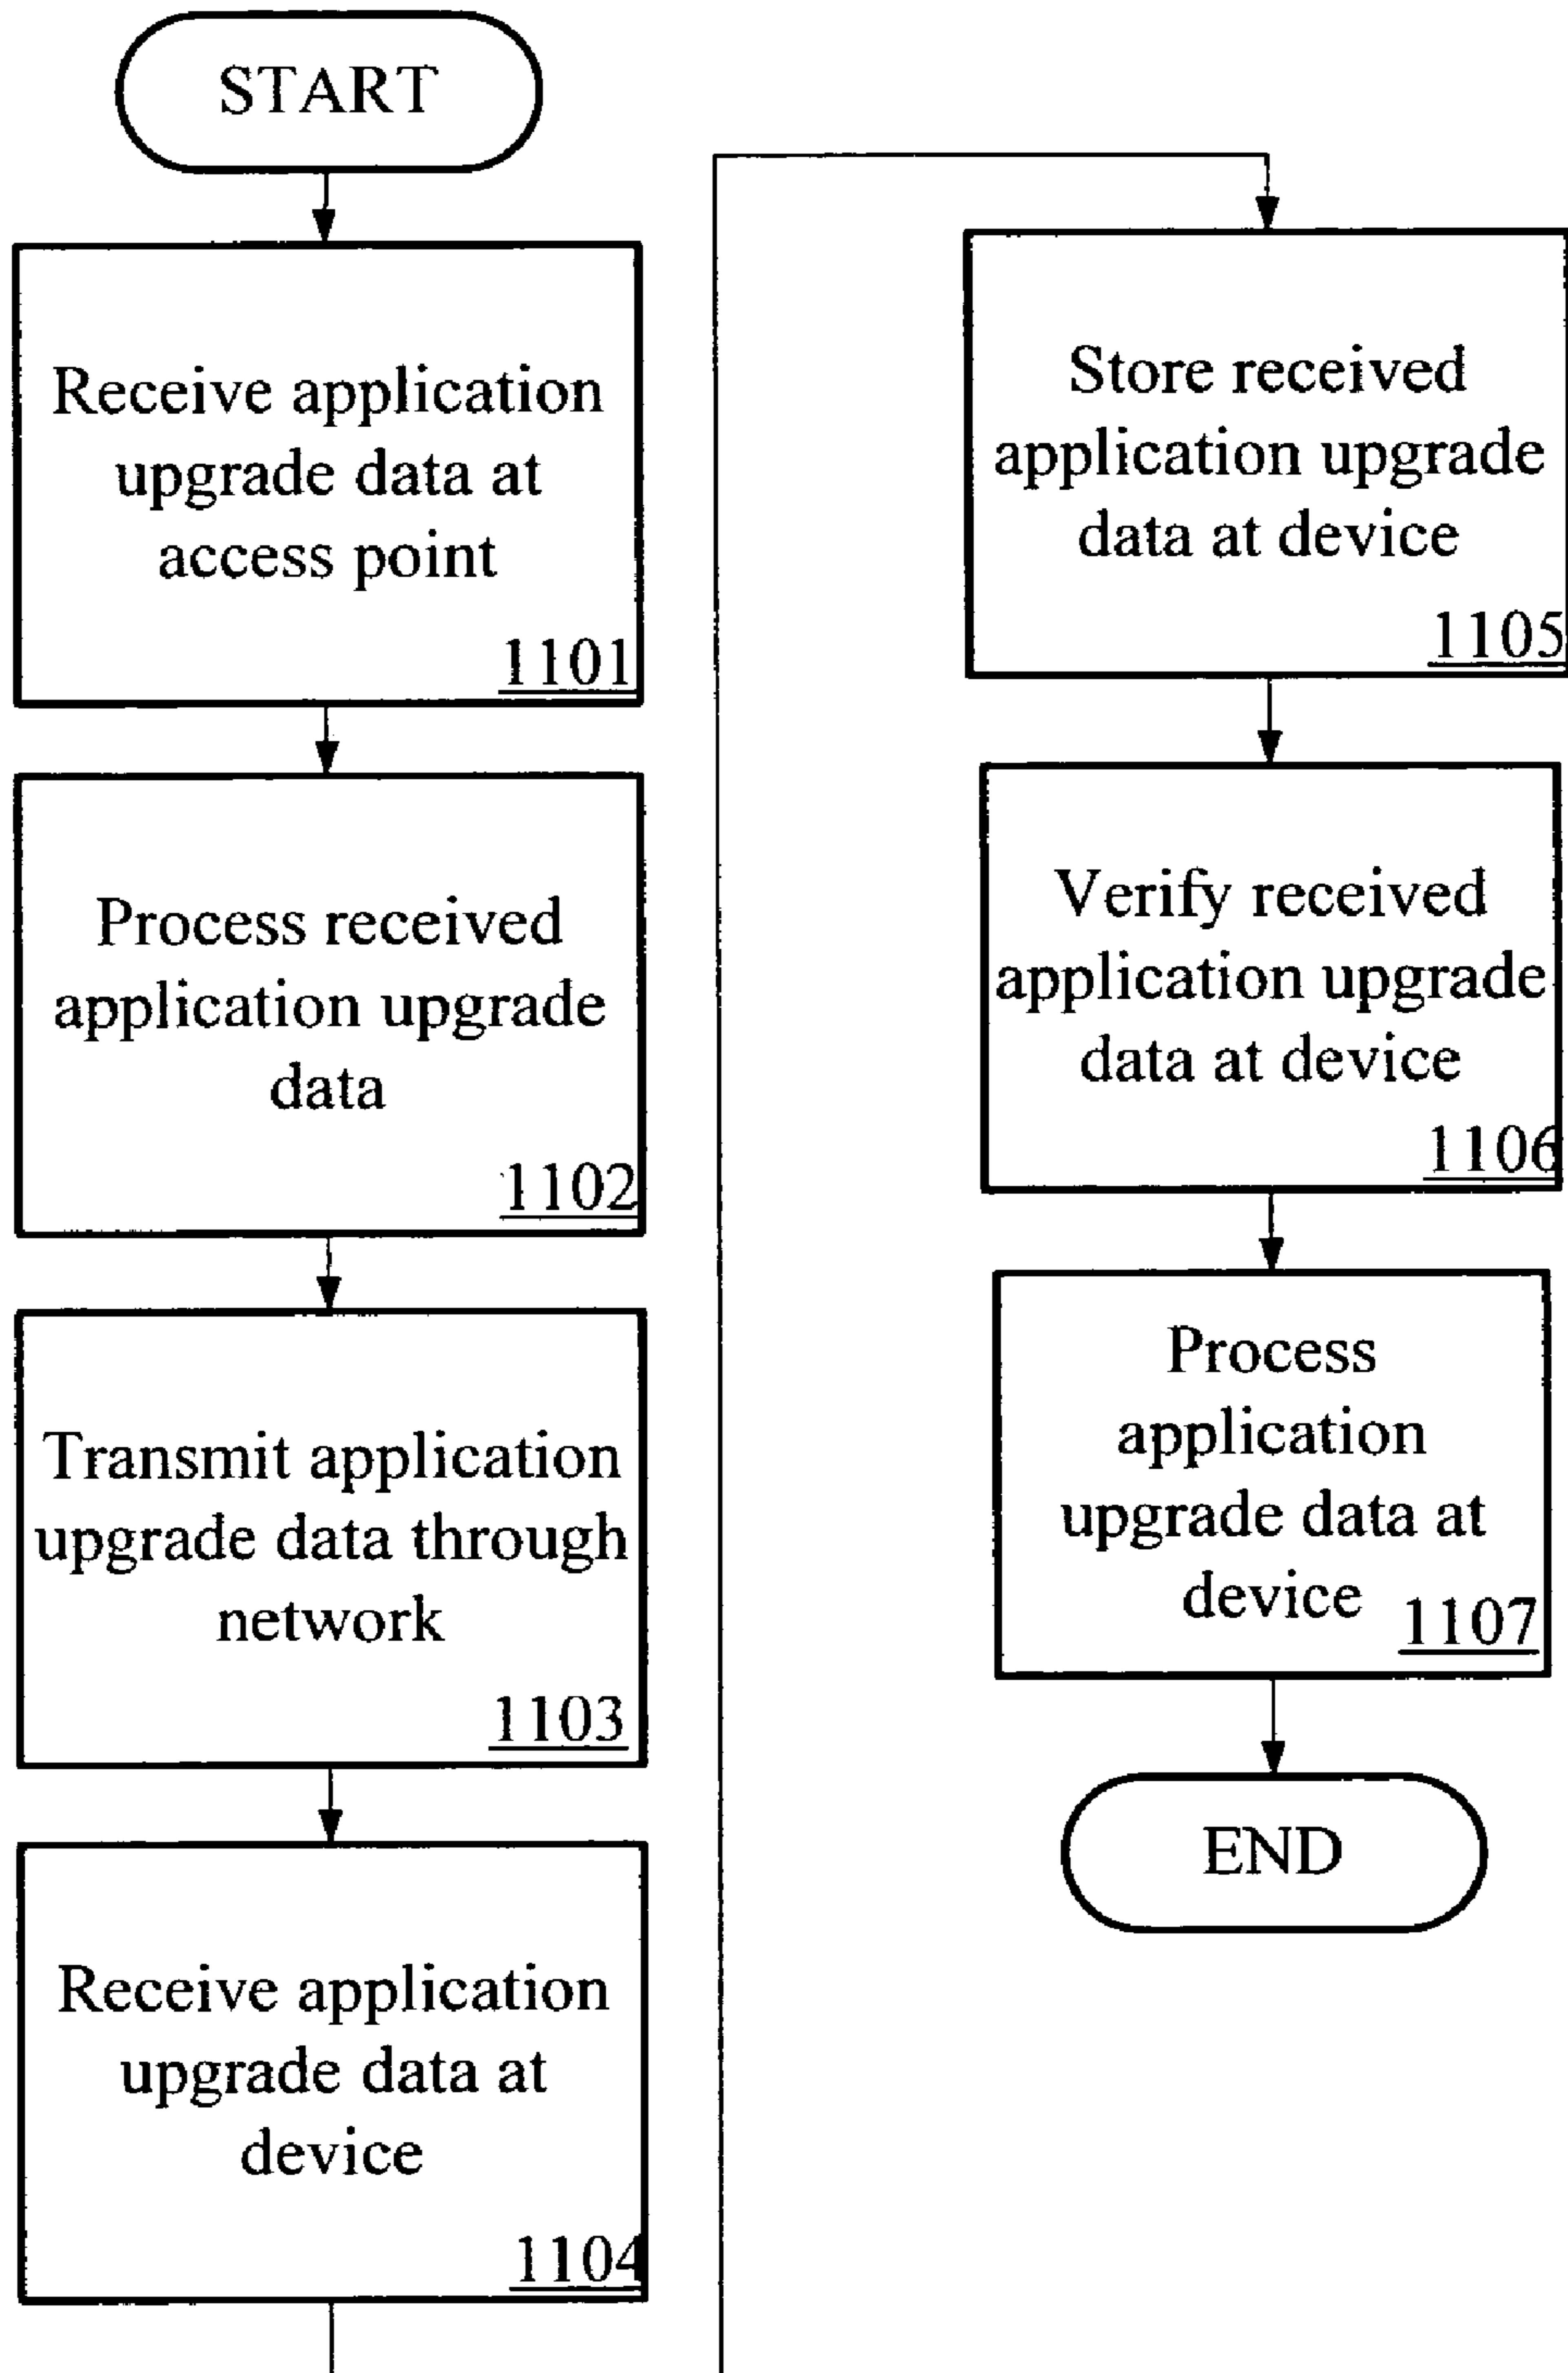 START
Receive application
upgrade data at
access point
1101
Process received
application upgrade
data
1102
Transmit application
upgrade data through
network
1103
Receive application
upgrade data at
device
1104
Store received
application upgrade
data at device
1105
Verify received
application upgrade
data at device
1106
Process
application
upgrade data at
device
1107
END